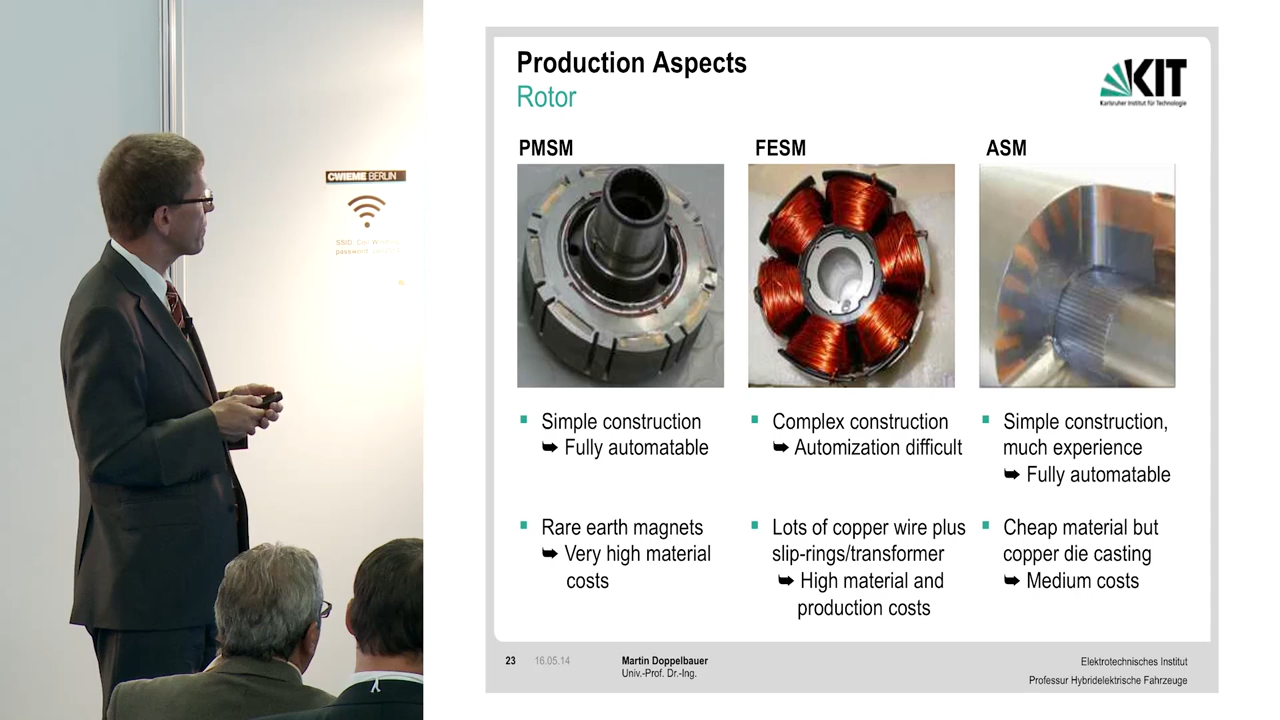 CWIEME BERLIN
Production Aspects
Rotor
KIT
Karlsruher Institut für Technologie
PMSM
FESM
ASM
Simple construction
➥ Fully automatable
Rare earth magnets
➥ Very high material
costs
Complex construction
➥ Automization difficult
Lots of copper wire plus
slip-rings/transformer
➥ High material and
production costs
Simple construction,
much experience
➥ Fully automatable
Cheap material but
copper die casting
➥ Medium costs
23
16.05.14
Martin Doppelbauer
Univ.-Prof. Dr.-Ing.
Elektrotechnisches Institut
Professur Hybridelektrische Fahrzeuge